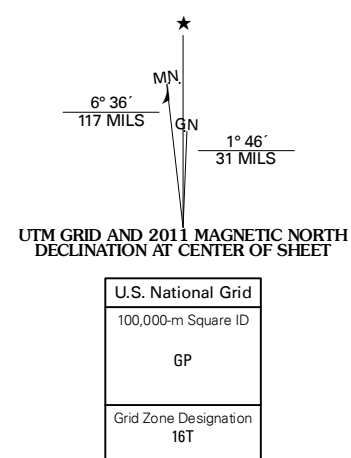 ★
MN.
6° 36´
117 MILS
GN
1° 46´
31 MILS
UTM GRID AND 2011 MAGNETIC NORTH
DECLINATION AT CENTER OF SHEET
U.S. National Grid
100,000-m Square ID
GP
Grid Zone Designation
16T